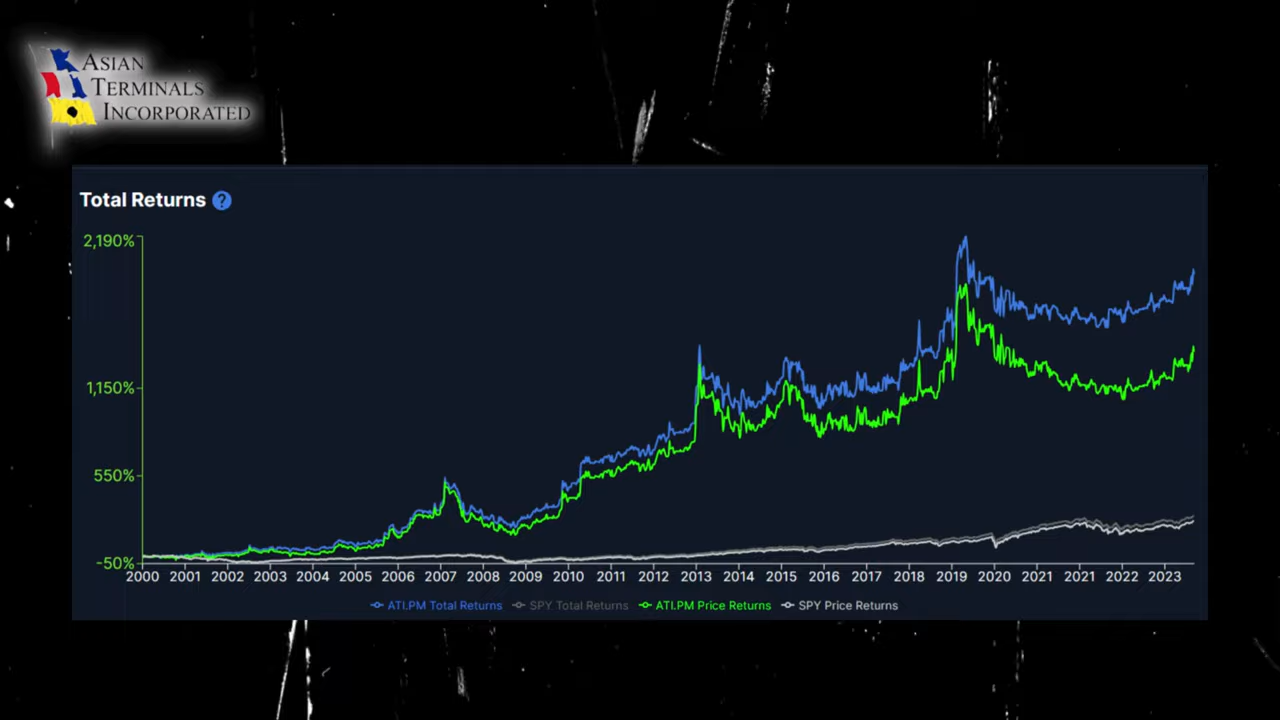 ASIAN
TERMINALS
INCORPORATED
Total Returns ?
2,190%
1,150%
550%
-50%
2000 2001 2002 2003 2004 2005 2006 2007 2008 2009 2010 2011 2012 2013 2014 2015 2016 2017 2018 2019 2020 2021 2021 2022 2023
ATI.PM Total Returns SPY Total Returns ATI.PM Price Returns SPY Price Returns